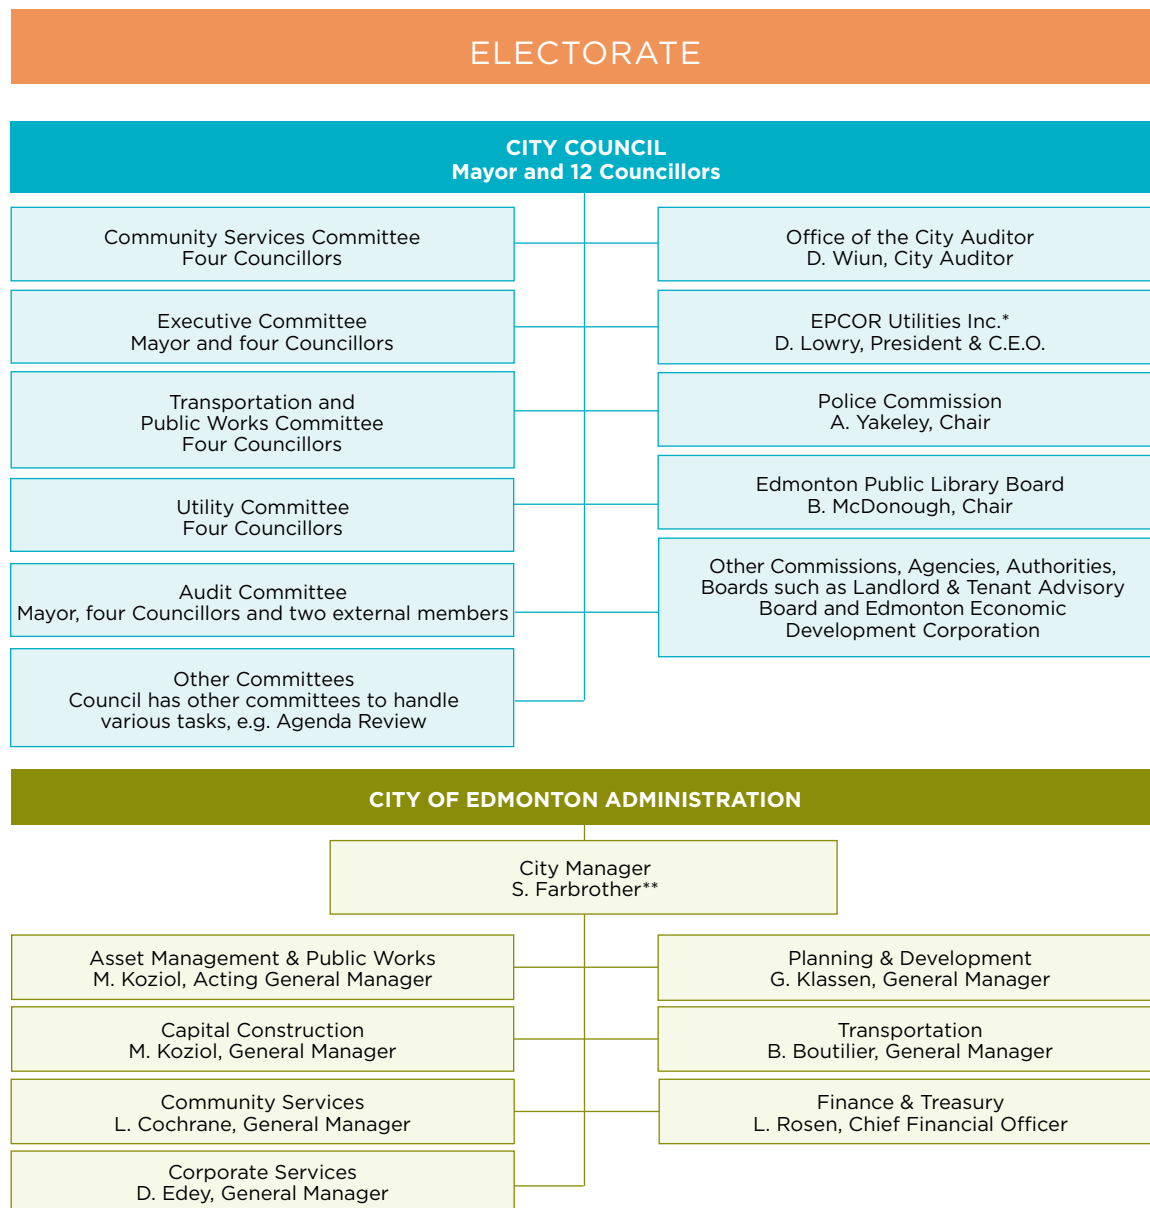 ELECTORATE
CITY COUNCIL
Mayor and 12 Councillors
Community Services Committee
Four Councillors
Executive Committee
Mayor and four Councillors
Transportation and
Public Works Committee
Four Councillors
Utility Committee
Four Councillors
Audit Committee
Mayor, four Councillors and two external members
Other Committees
Council has other committees to handle
various tasks, e.g. Agenda Review
Office of the City Auditor
D. Wiun, City Auditor
EPCOR Utilities Inc.*
D. Lowry, President & C.E.O.
Police Commission
A. Yakeley, Chair
Edmonton Public Library Board
B. McDonough, Chair
Other Commissions, Agencies, Authorities,
Boards such as Landlord & Tenant Advisory
Board and Edmonton Economic
Development Corporation
CITY OF EDMONTON ADMINISTRATION
City Manager
S. Farbrother**
Asset Management & Public Works
M. Koziol, Acting General Manager
Capital Construction
M. Koziol, General Manager
Community Services
L. Cochrane, General Manager
Corporate Services
D. Edey, General Manager
Planning & Development
G. Klassen, General Manager
Transportation
B. Boutilier, General Manager
Finance & Treasury
L. Rosen, Chief Financial Officer